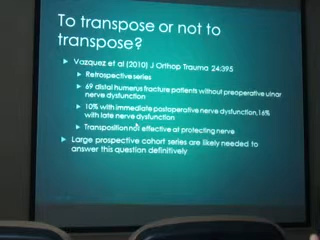 To transpose or not to
transpose?
Vazquez et al (2010) J Orthop Trauma 24:395
Retrospective series
69 distal humerus fracture patients without preoperative ulnar
nerve dysfunction
10% with immediate postoperative nerve dysfunction, 16%
with late nerve dysfunction
Transposition not effective at protecting nerve
Large prospective cohort series are likely needed to
answer this question definitively